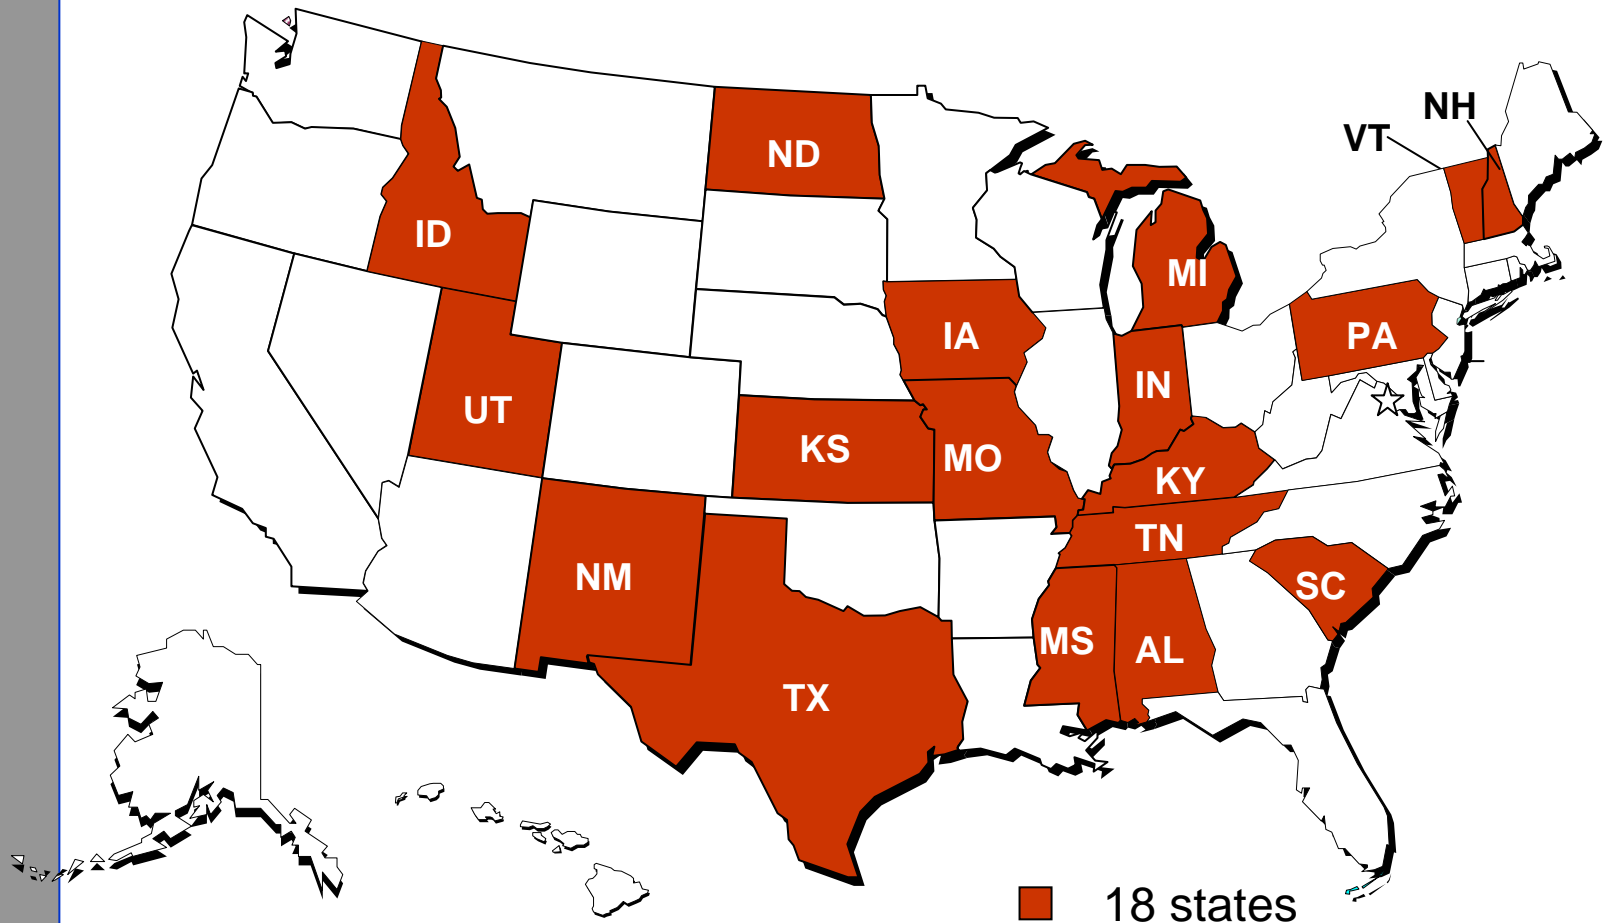 NH
VT
ND
ID
MI
IA
PA
IN
UT
KS
MO
KY
TN
NM
SC
MS
AL
TX
18 states